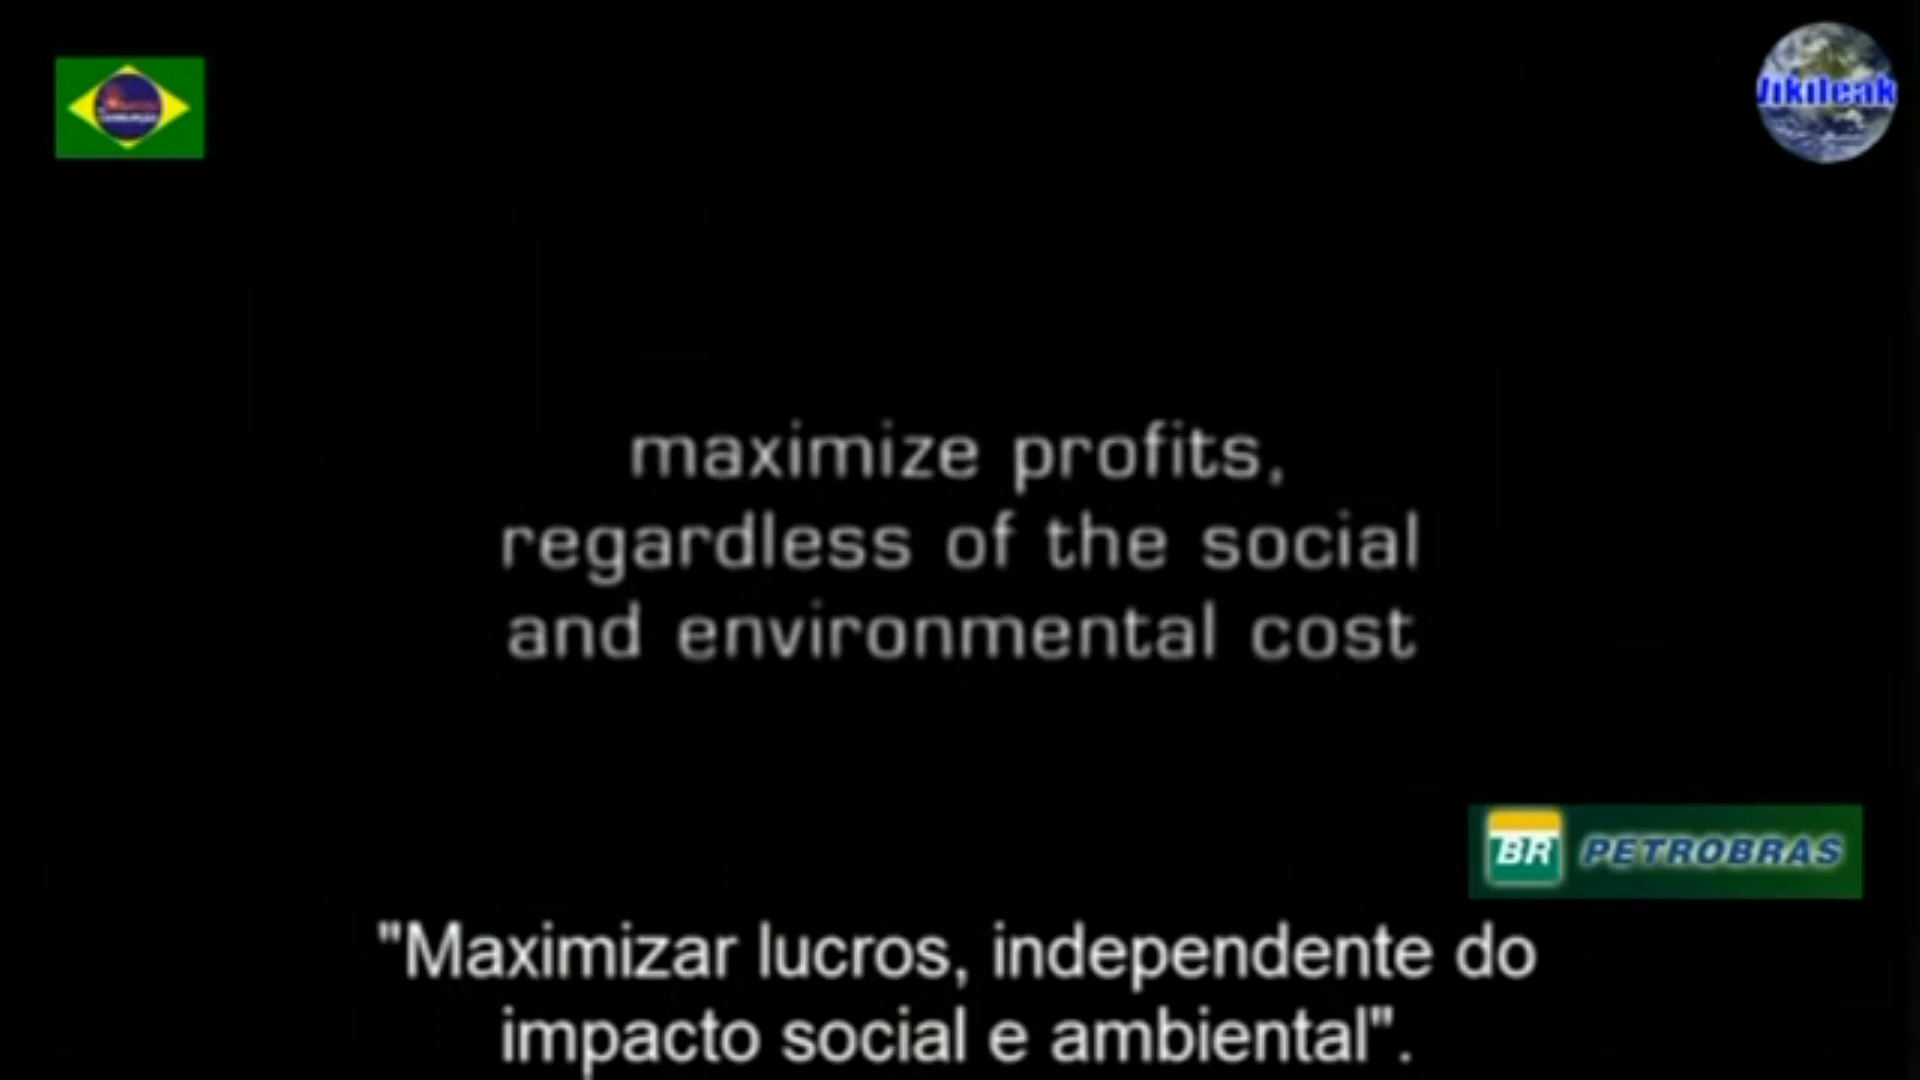 maximize profits,
regardless of the social
and environmental cost
BR PETROBRAS
"Maximizar lucros, independente do
impacto social e ambiental".